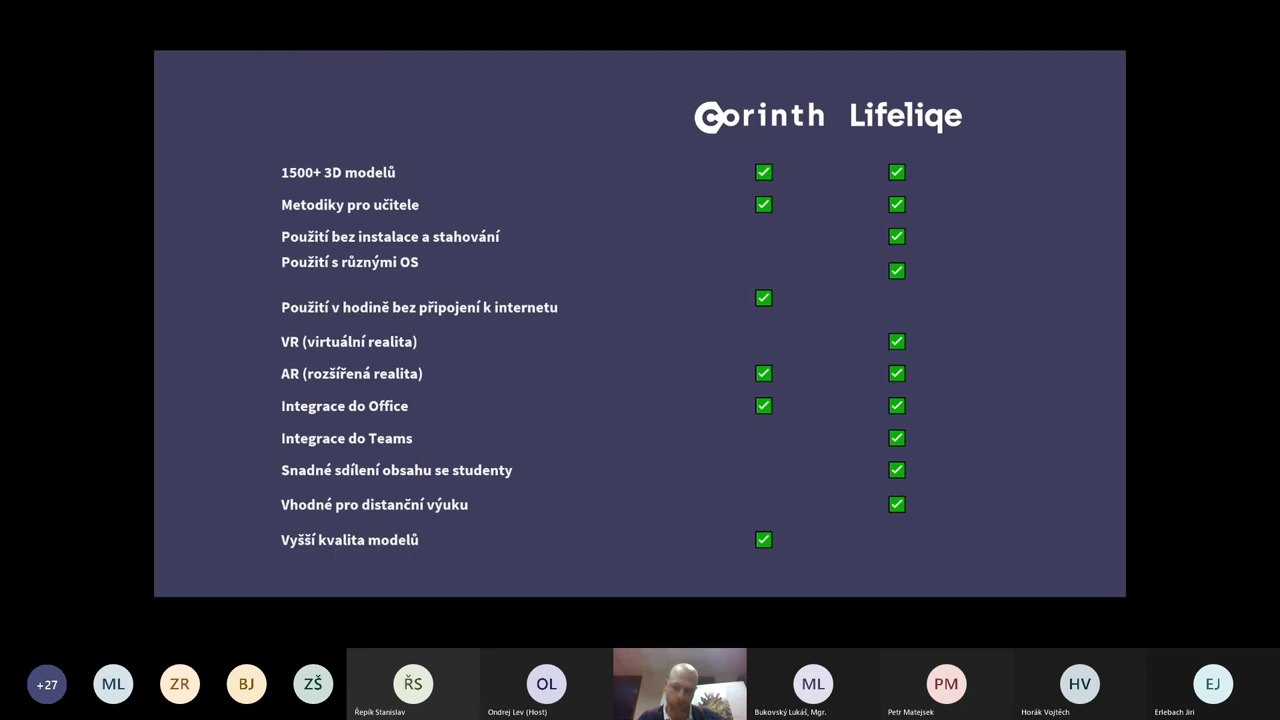 Corinth Lifeliqe
1500+ 3D modelů
Metodiky pro učitele
Použití bez instalace a stahování
Použití s různými OS
Použití v hodině bez připojení k internetu
VR (virtuální realita)
AR (rozšířená realita)
Integrace do Office
Integrace do Teams
Snadné sdílení obsahu se studenty
Vhodné pro distanční výuku
Vyšší kvalita modelů
+27 ML ZR BJ ZŠ ŘS OL ML PM HV EJ
Řepík Stanislav Ondrej Lev (Host) Bukovský Lukáš, Mgr. Petr Matejsek Horák Vojtěch Erlebach Jiri